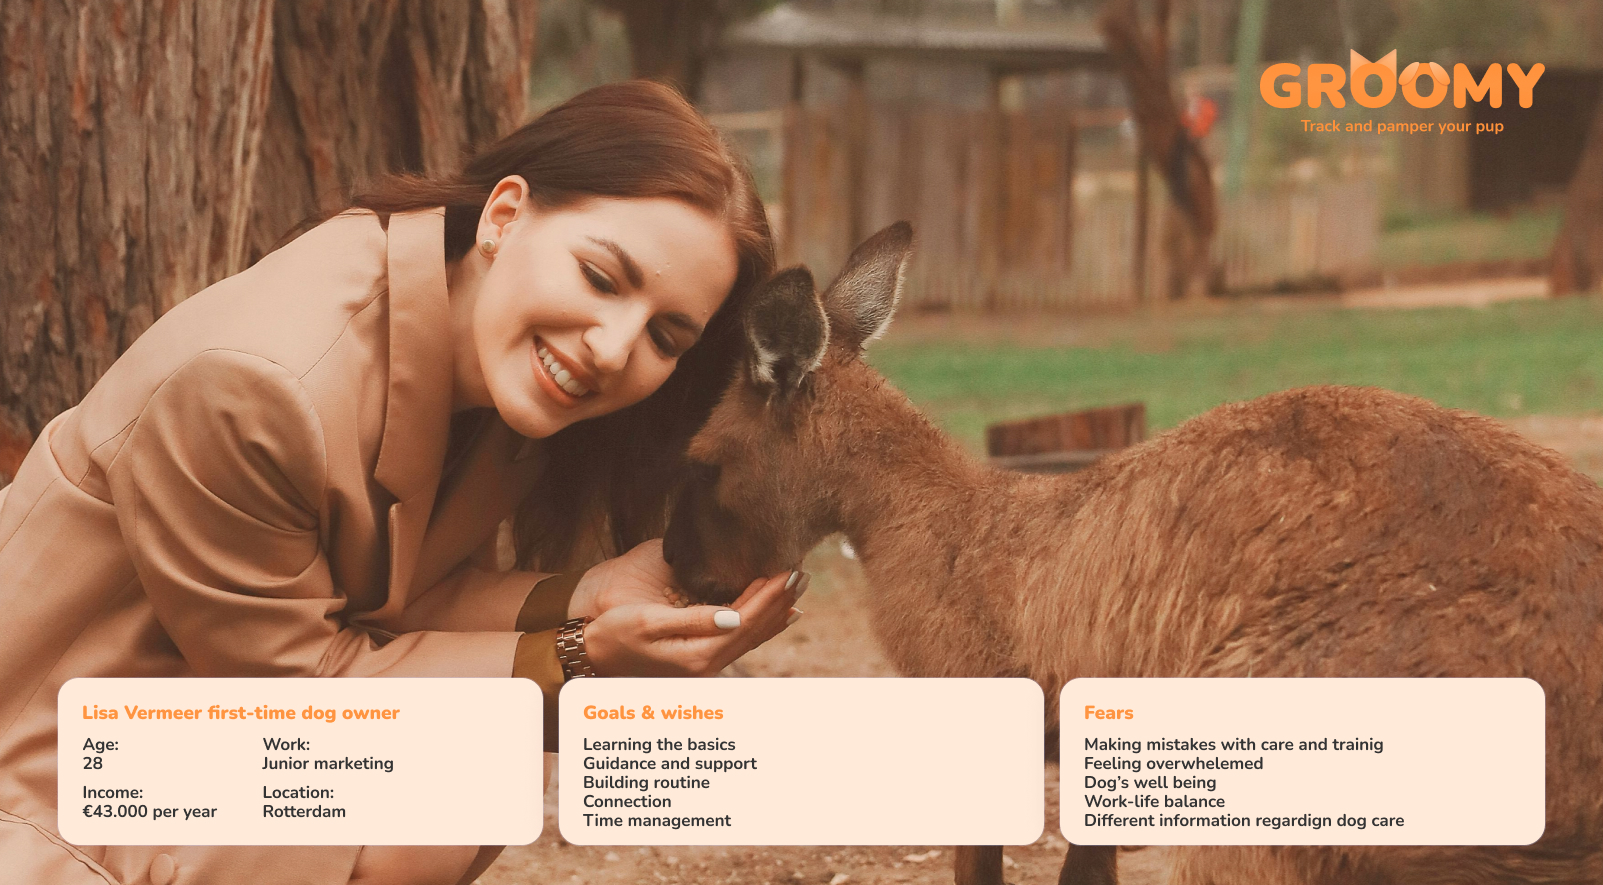 GROOMY
Track and pamper your pup
Lisa Vermeer first-time dog owner
Age:
28
Work:
Junior marketing
Income:
€43.000 per year
Location:
Rotterdam
Goals & wishes
Learning the basics
Guidance and support
Building routine
Connection
Time management
Fears
Making mistakes with care and trainig
Feeling overwhelemed
Dog's well being
Work-life balance
Different information regardign dog care